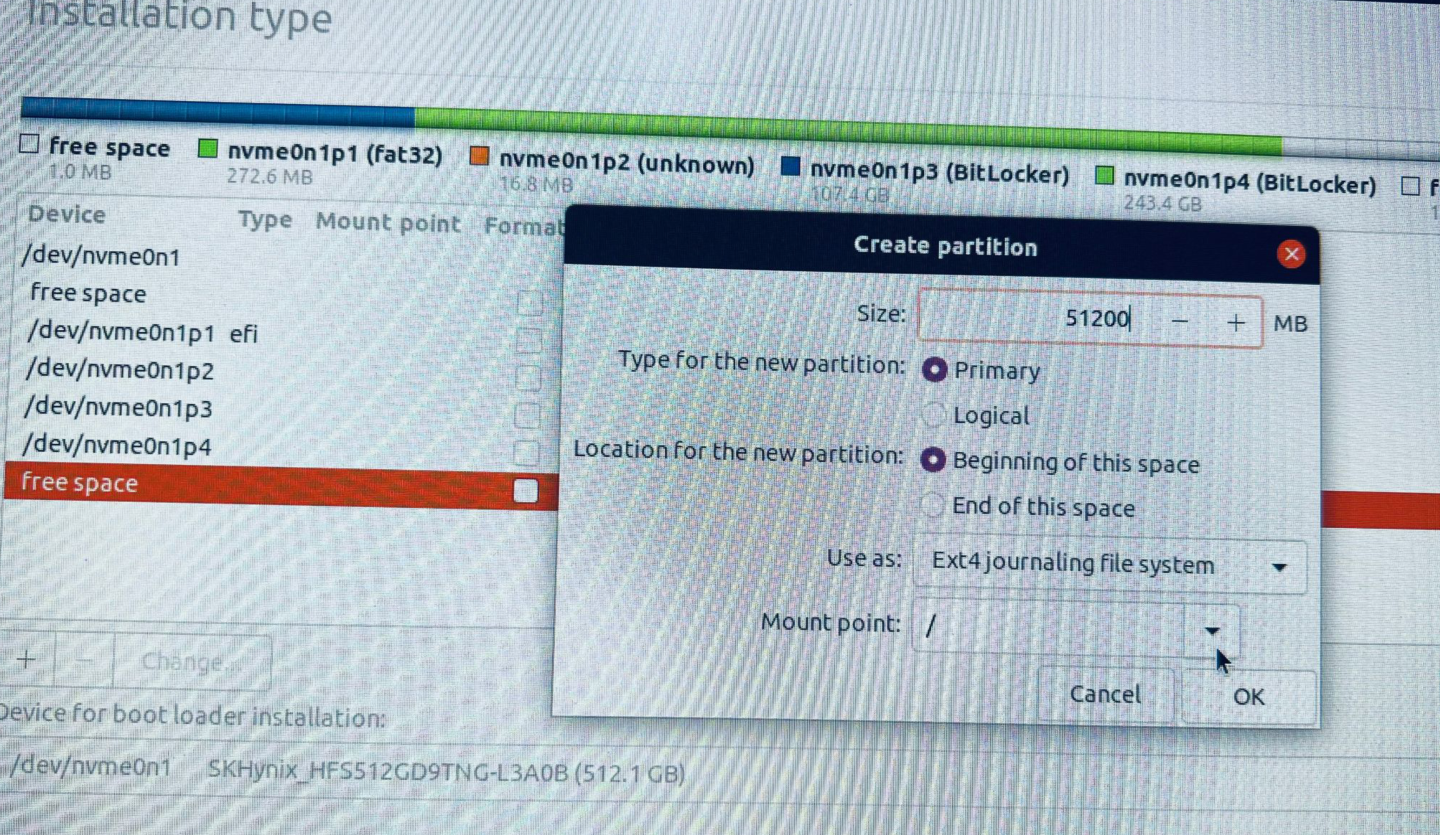 Installation type
free space nvme0n1p1 (fat32) nvme0n1p2 (unknown) nvme0n1p3 (BitLocker) nvme0n1p4 (BitLocker)
1.0 MB 272.6 MB 16.8 MB 107.4 GB 243.4 GB
Device Type Mount point Format
/dev/nvme0n1
free space
/dev/nvme0n1p1 efi
/dev/nvme0n1p2
/dev/nvme0n1p3
/dev/nvme0n1p4
free space
Create partition
Size: 51200 − + MB
Type for the new partition: Primary
Logical
Location for the new partition: Beginning of this space
End of this space
Use as: Ext4 journaling file system
Mount point: /
Cancel OK
+ − Change...
Device for boot loader installation:
/dev/nvme0n1 SKHynix_HFS512GD9TNG-L3A0B (512.1 GB)